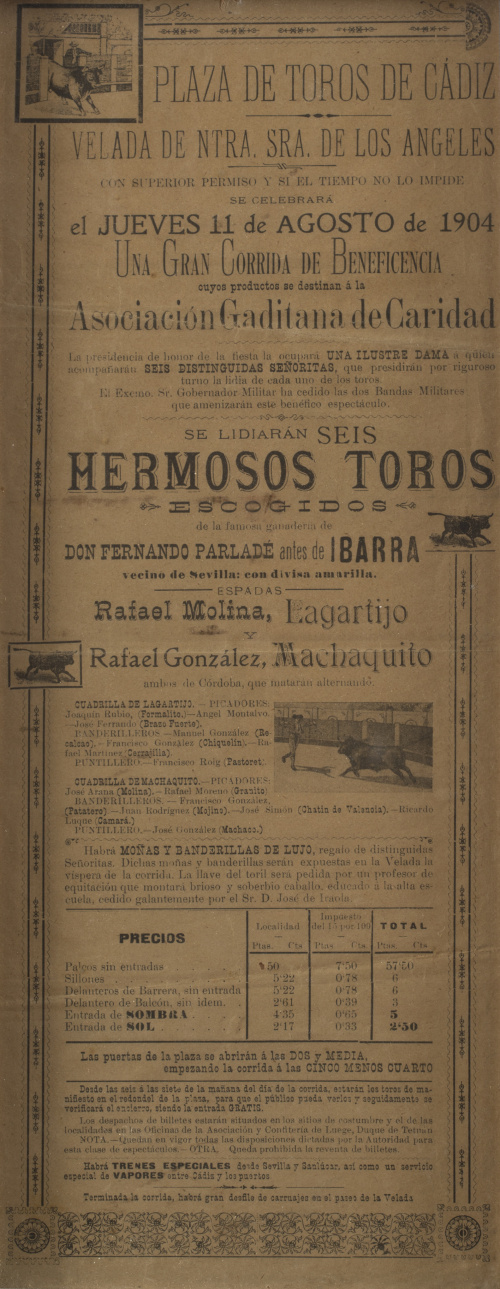 PLAZA DE TOROS DE CÁDIZ
VELADA DE NTRA. SRA. DE LOS ANGELES
CON SUPERIOR PERMISO Y SI EL TIEMPO NO LO IMPIDE
SE CELEBRARÁ
el JUEVES 11 de AGOSTO de 1904
UNA GRAN CORRIDA DE BENEFICENCIA
cuyos productos se destinan á la
Asociación Gaditana de Caridad
La presidencia de honor de la fiesta la ocupará UNA ILUSTRE DAMA a quien
acompañarán SEIS DISTINGUIDAS SEÑORITAS, que presidirán por riguroso
turno la lidia de cada uno de los toros.
El Excmo. Sr. Gobernador Militar ha cedido las dos Bandas Militares
que amenizarán este benéfico espectáculo.
SE LIDIARÁN SEIS
HERMOSOS TOROS
ESCOGIDOS
de la famosa ganadería de
DON FERNANDO PARLADÉ antes de IBARRA
vecino de Sevilla: con divisa amarilla.
ESPADAS
Rafael Molina, Lagartijo
Y
Rafael González, Machaquito
ambos de Córdoba, que matarán alternando.
CUADRILLA DE LAGARTIJO.—PICADORES:
Joaquín Rubio, (Formalito,)—Angel Montalvo.
—José Ferrando (Brazo Fuerte).
BANDERILLEROS.—Manuel González (Re-
calcao).—Francisco González (Chiquelín).—Ra-
fael Martínez (Cerrajilla).
PUNTILLERO.—Francisco Roig (Pastoret).
CUADRILLA DE MACHAQUITO.—PICADORES:
José Arana (Molina).—Rafael Moreno (Granito)
BANDERILLEROS.—Francisco González,
(Patatero)—Juan Rodríguez (Mojino).—José Simón (Chatín de Valencia).—Ricardo
Luque (Camará.)
PUNTILLERO.—José González (Machaco.)
Habrá MOÑAS Y BANDERILLAS DE LUJO, regalo de distinguidas
Señoritas. Dichas moñas y banderillas serán expuestas en la Velada la
víspera de la corrida. La llave del toril será pedida por un profesor de
equitación que montará brioso y soberbio caballo, educado á la alta es-
cuela, cedido galantemente por el Sr. D. José de
PRECIOS
Localidad
Impuesto del 15 por 100
TOTAL
Ptas. Cts. Ptas. Cts. Ptas. Cts.
Palcos sin entradas 50 7'50 57'50
Sillones 5'22 0'78 6
Delanteros de Barrera, sin entrada 5'22 0'78 6
Delantero de Balcón, sin idem. 2'61 0'39 3
Entrada de SOMBRA 4'35 0'65 5
Entrada de SOL 2'17 0'33 2'50
Las puertas de la plaza se abrirán á las DOS y MEDIA,
empezando la corrida á las CINCO MENOS CUARTO
Desde las seis á las siete de la mañana del día de la corrida, estarán los toros de ma-
nifiesto en el redondel de la plaza, para que el público pueda verlos y seguidamente se
verificará el encierro, siendo la entrada GRATIS.
Los despachos de billetes estarán situados en los sitios de costumbre y el de las
localidades en las Oficinas de la Asociación y Confitería de Luege, Duque de Tetuan
NOTA.—Quedan en vigor todas las disposiciones dictadas por la Autoridad para
esta clase de espectáculos.—OTRA. Queda prohibida la reventa de billetes.
Habrá TRENES ESPECIALES desde Sevilla y Sanlúcar, así como un servicio
especial de VAPORES entre Cádiz y los puertos
Terminada la corrida, habrá gran desfile de carruajes en el paseo de la Velada